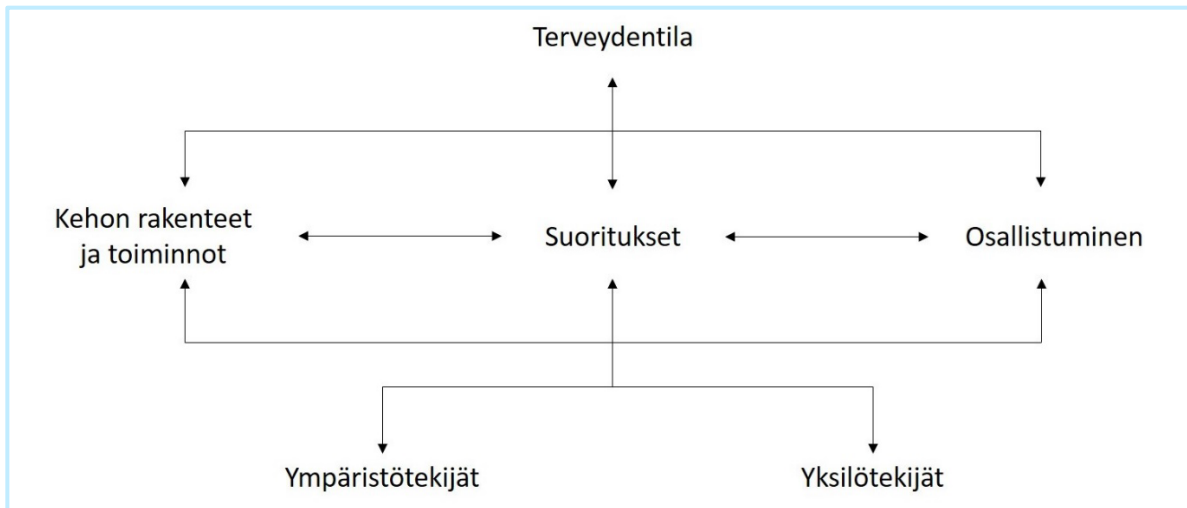 Terveydentila
Kehon rakenteet
ja toiminnot
Suoritukset
Osallistuminen
Ympäristötekijät
Yksilötekijät